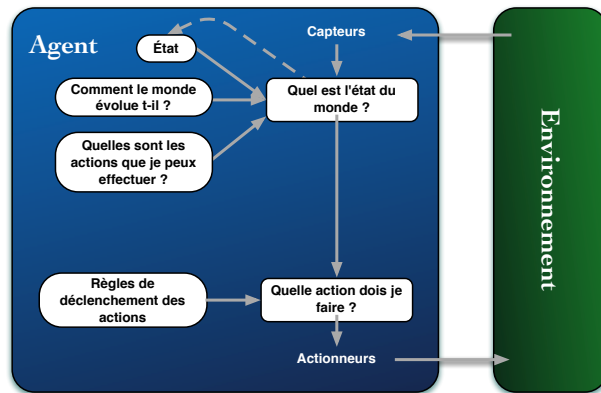 Agent
État
Capteurs
Comment le monde
évolue t-il ?
Quel est l'état du
monde ?
Quelles sont les
actions que je peux
effectuer ?
Règles de
déclenchement des
actions
Quelle action dois je
faire ?
Actionneurs
Environnement